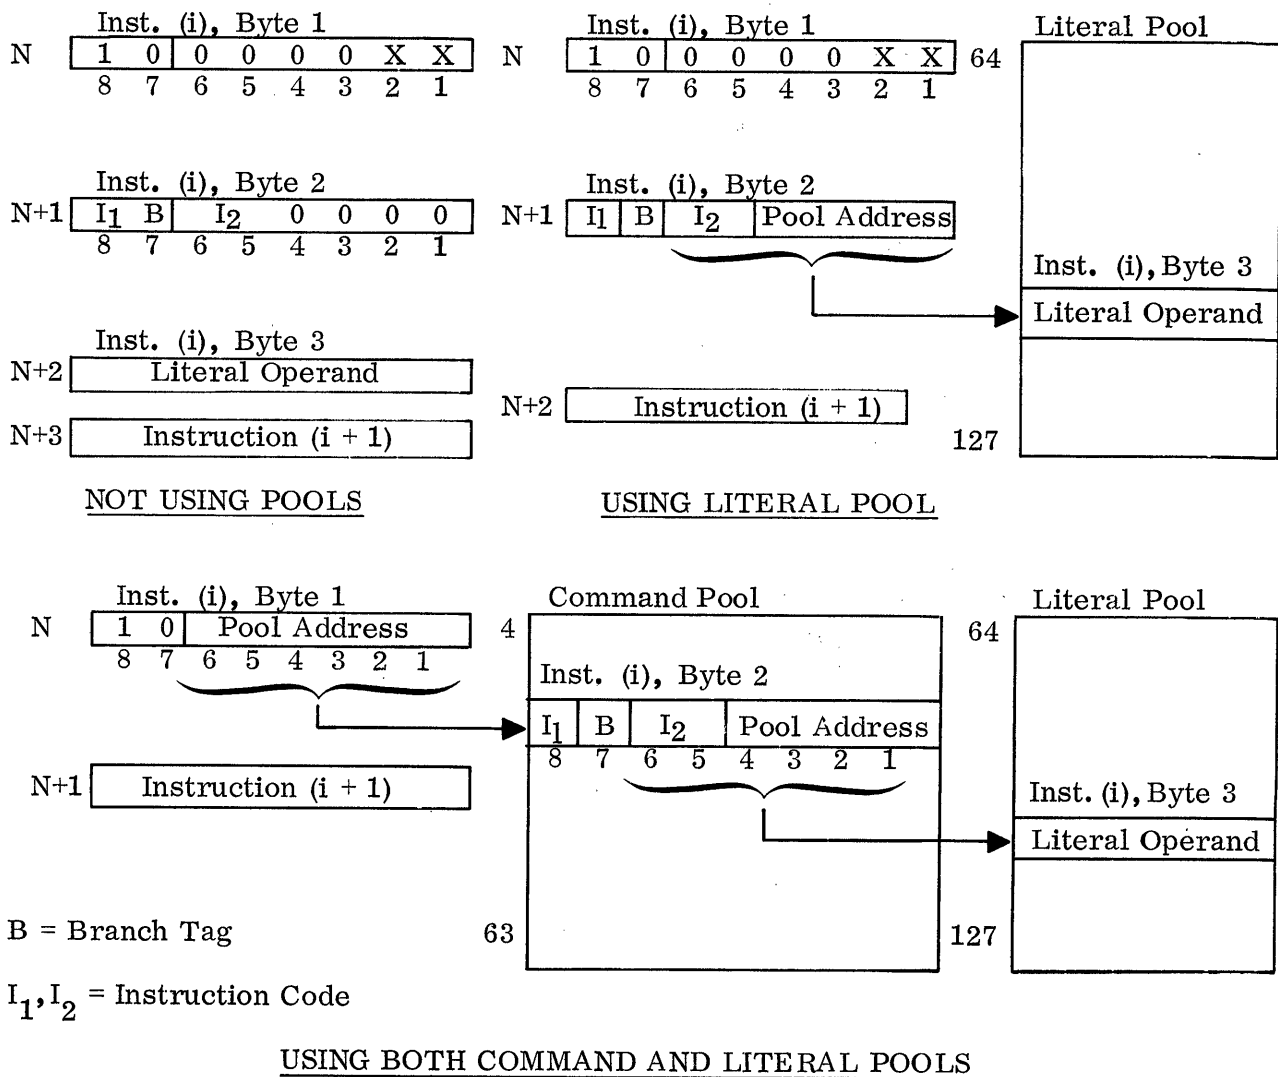 Inst. (i), Byte 1
N 1 0 0 0 0 0 X X
8 7 6 5 4 3 2 1
Inst. (i), Byte 2
N+1 I1 B I2 0 0 0 0
8 7 6 5 4 3 2 1
Inst. (i), Byte 3
N+2 Literal Operand
N+3 Instruction (i + 1)
NOT USING POOLS
Inst. (i), Byte 1
N 1 0 0 0 0 0 X X
8 7 6 5 4 3 2 1
Inst. (i), Byte 2
N+1 I1 B I2 Pool Address
N+2 Instruction (i + 1)
Literal Pool
64
Inst. (i), Byte 3
Literal Operand
127
USING LITERAL POOL
Inst. (i), Byte 1
N 1 0 Pool Address
8 7 6 5 4 3 2 1
N+1 Instruction (i + 1)
Command Pool
4
Inst. (i), Byte 2
I1 B I2 Pool Address
8 7 6 5 4 3 2 1
63
Literal Pool
64
Inst. (i), Byte 3
Literal Operand
127
B = Branch Tag
I1, I2 = Instruction Code
USING BOTH COMMAND AND LITERAL POOLS